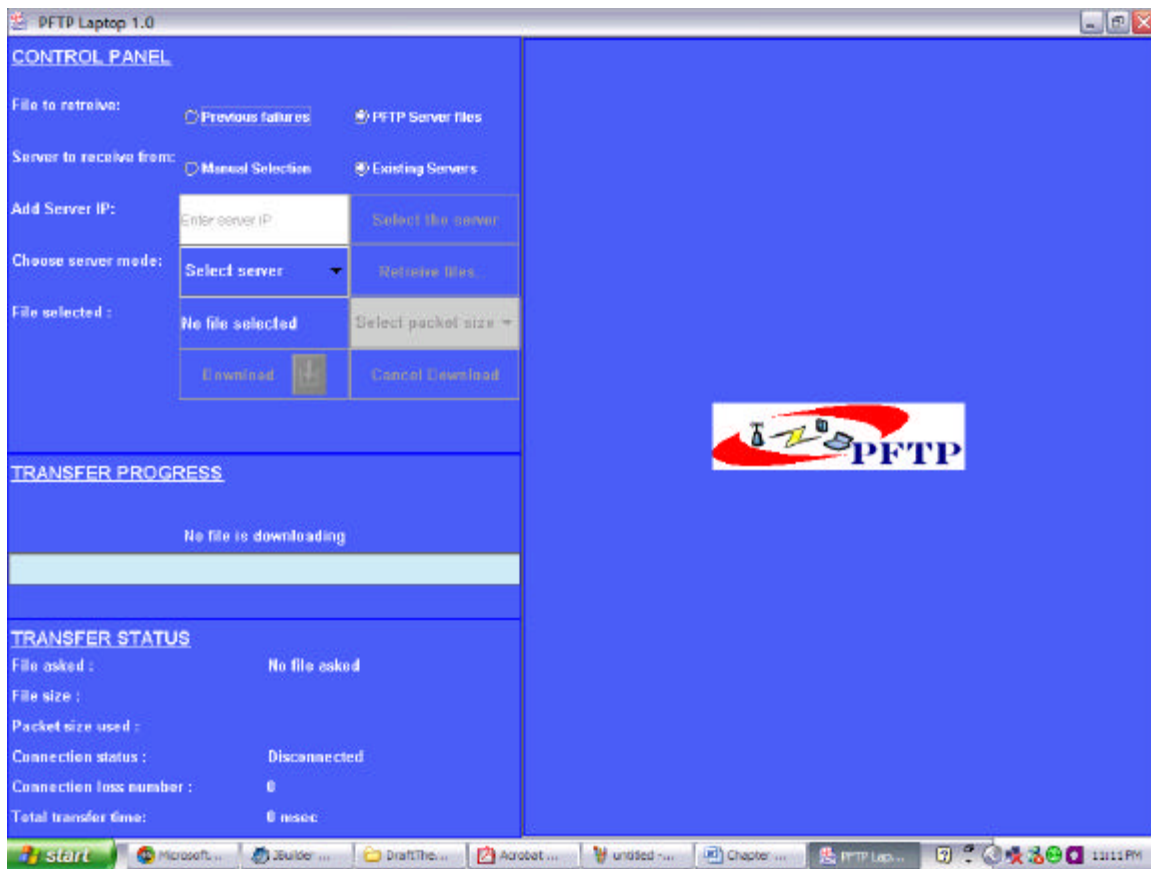 PFTP Laptop 1.0
CONTROL PANEL
File to retreive:
Previous failures
PFTP Server files
Server to receive from:
Manual Selection
Existing Servers
Add Server IP:
Enter server IP
Select the server
Choose server mode:
Select server
Retreive files...
File selected :
No file selected
Select packet size
Download
Cancel Download
PFTP
TRANSFER PROGRESS
No file is downloading
TRANSFER STATUS
File asked :
No file asked
File size :
Packet size used :
Connection status :
Disconnected
Connection loss number :
0
Total transfer time:
0 msec
start
Microsoft...
JBuilder ...
DraftThe...
Acrobat ...
untitled -...
Chapter ...
PFTP Lap...
11:11 PM